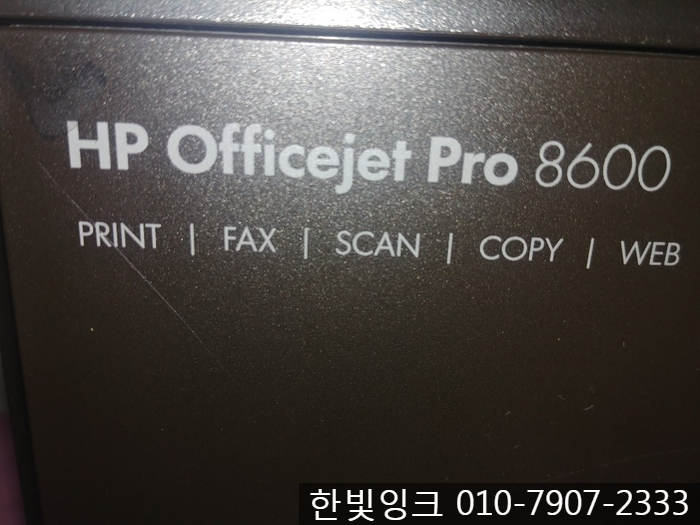 HP Officejet Pro 8600
PRINT | FAX | SCAN | COPY | WEB
한빛잉크 010-7907-2333